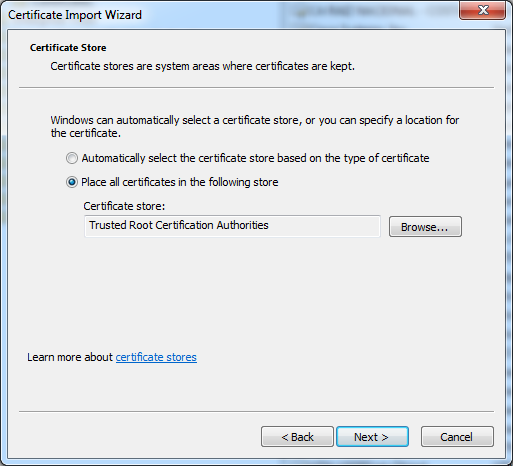 Certificate Import Wizard
Certificate Store
Certificate stores are system areas where certificates are kept.
Windows can automatically select a certificate store, or you can specify a location for
the certificate.
Automatically select the certificate store based on the type of certificate
Place all certificates in the following store
Certificate store:
Trusted Root Certification Authorities
Browse...
Learn more about certificate stores
< Back
Next >
Cancel